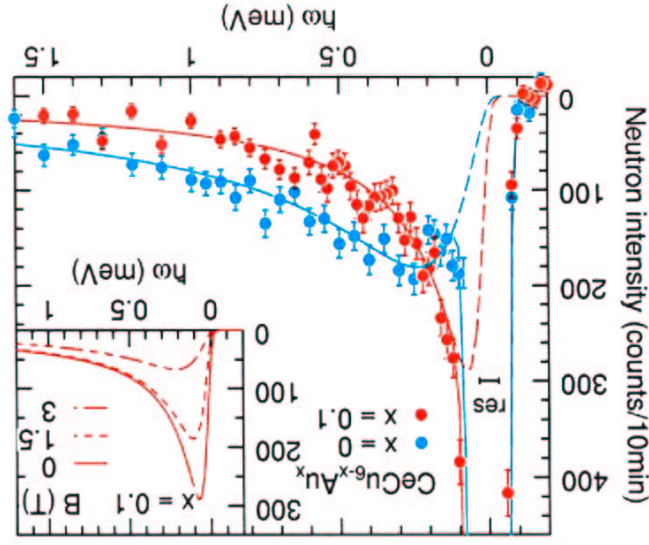 Neutron intensity (counts/10min)
400
300
200
100
0
res
CeCu6-xAux
x = 0
x = 0.1
300
200
100
0
x = 0.1 B (T)
0
1.5
3
0 0.5
ħω (meV)
0 0.5 1 1.5
ħω (meV)